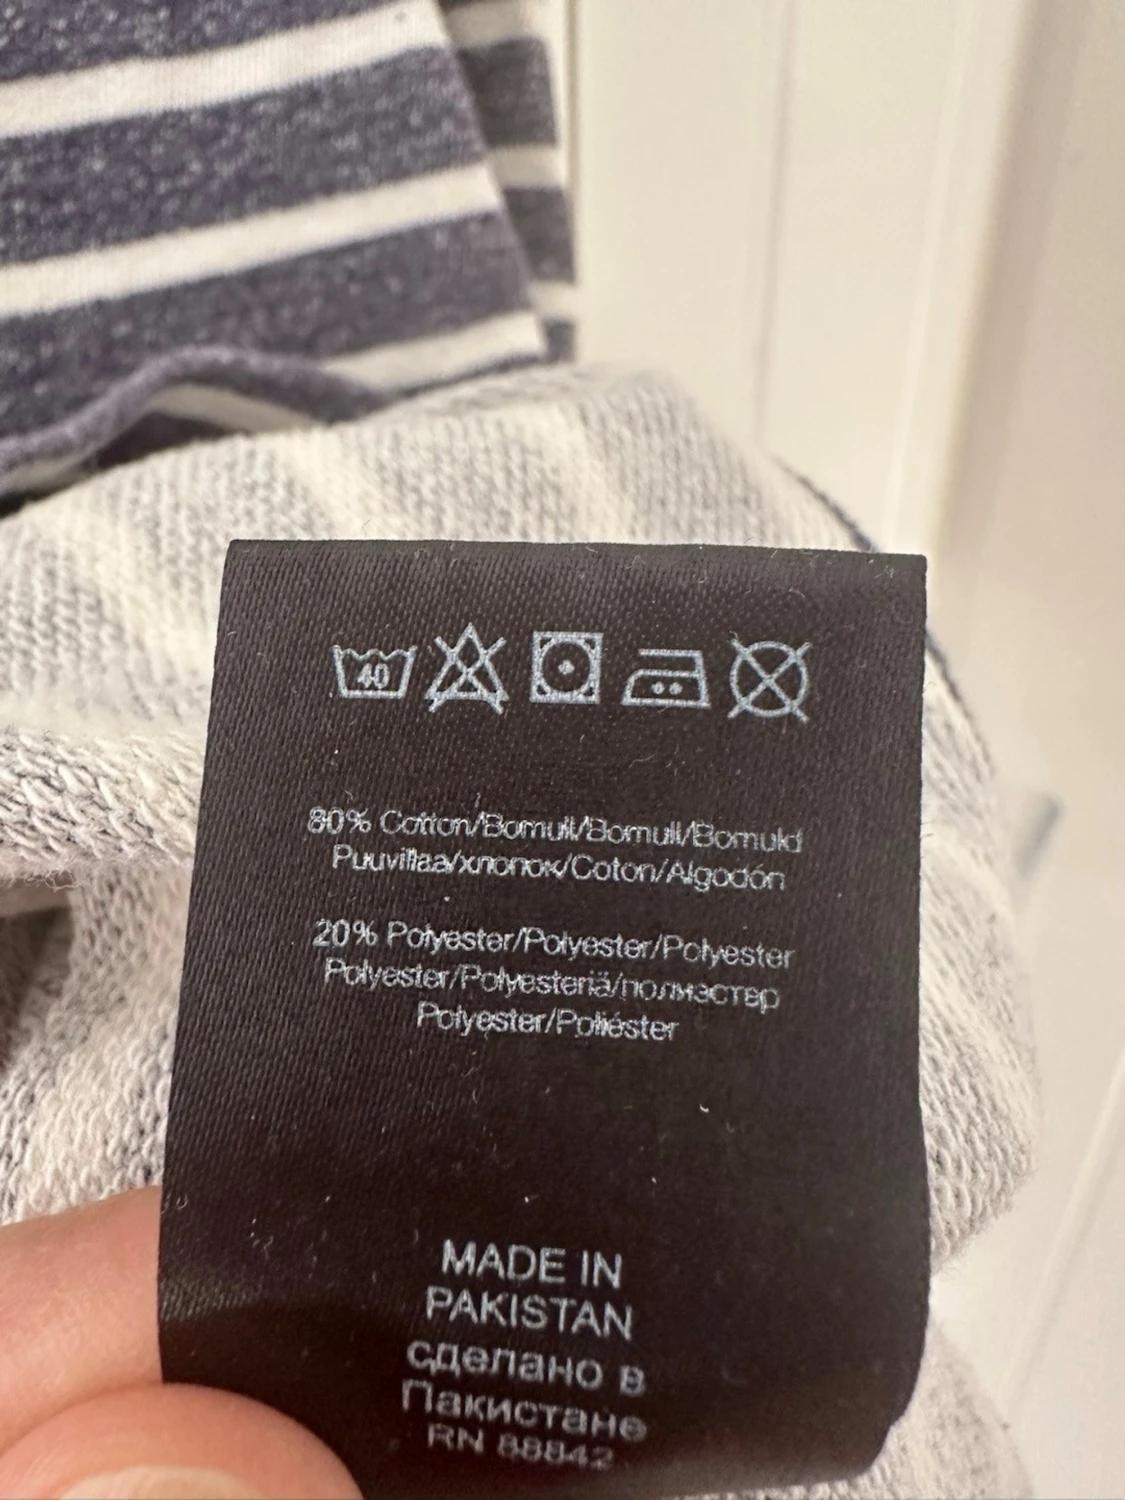 40
80% Cotton/Bomull/Bomull/Bomuld
Puuvillaa/хлопок/Coton/Algodón
20% Polyester/Polyester/Polyester
Polyester/Polyesteriä/полиэстер
Polyester/Poliéster
MADE IN
PAKISTAN
сделано в
Пакистане
RN 88842